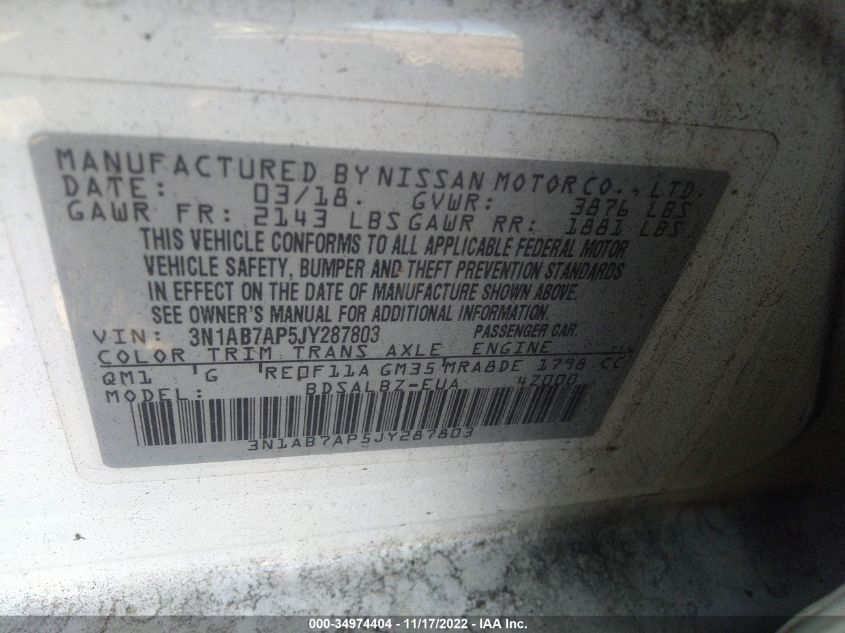 MANUFACTURED BY NISSAN MOTOR CO., LTD.
DATE: 03/18. GVWR: 3876 LBS
GAWR FR: 2143 LBS GAWR RR: 1881 LBS
THIS VEHICLE CONFORMS TO ALL APPLICABLE FEDERAL MOTOR
VEHICLE SAFETY, BUMPER AND THEFT PREVENTION STANDARDS
IN EFFECT ON THE DATE OF MANUFACTURE SHOWN ABOVE.
SEE OWNER'S MANUAL FOR ADDITIONAL INFORMATION.
VIN: 3N1AB7AP5JY287803 PASSENGER CAR.
COLOR TRIM TRANS AXLE ENGINE
QM1 G RE0F11A GM35 MRA8DE 1798 CC
MODEL: BDSALBZ-EUA 4Z000
3N1AB7AP5JY287803
000-34974404 - 11/17/2022 - IAA Inc.